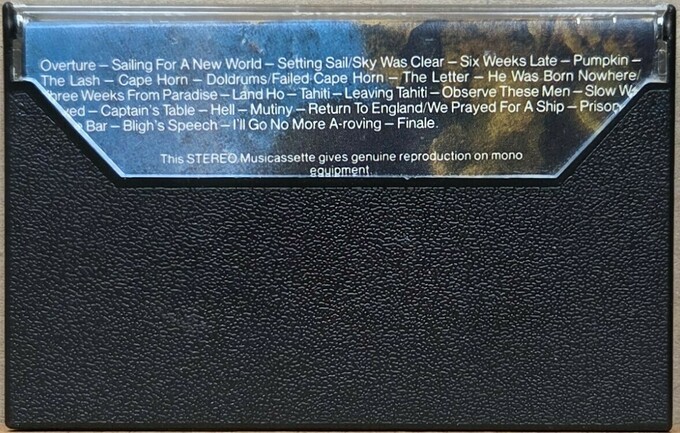 Overture – Sailing For A New World – Setting Sail/Sky Was Clear – Six Weeks Late – Pumpkin –
The Lash – Cape Horn – Doldrums/Failed Cape Horn – The Letter – He Was Born Nowhere/
Three Weeks From Paradise – Land Ho – Tahiti – Leaving Tahiti – Observe These Men – Slow
– Captain's Table – Hell – Mutiny – Return To England/We Prayed For A Ship – Prison
Bar – Bligh's Speech – I'll Go No More A-roving – Finale.
This STEREO Musicassette gives genuine reproduction on mono
equipment.